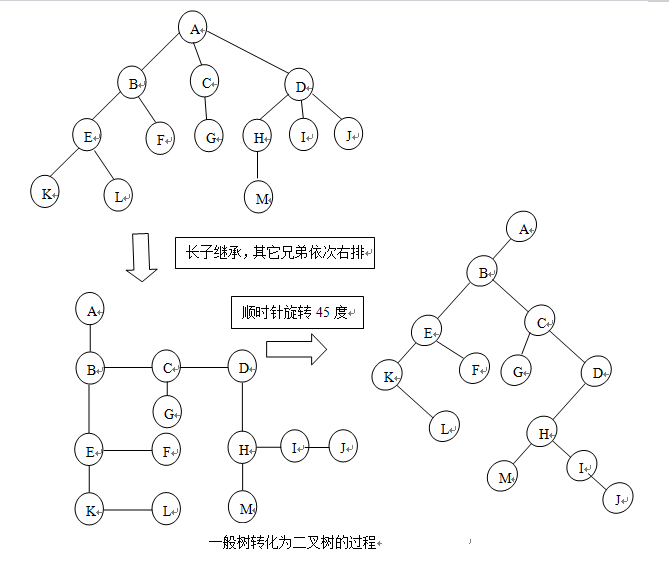 A
B C D
E F G H I J
K L M
长子继承，其它兄弟依次右排
顺时针旋转 45 度
A
B C D
G
E F H I J
K L M
A
B
E C
K F G D
L H
M I
J
一般树转化为二叉树的过程